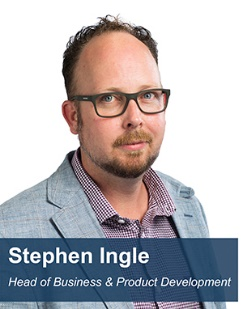 Stephen Ingle
Head of Business & Product Development